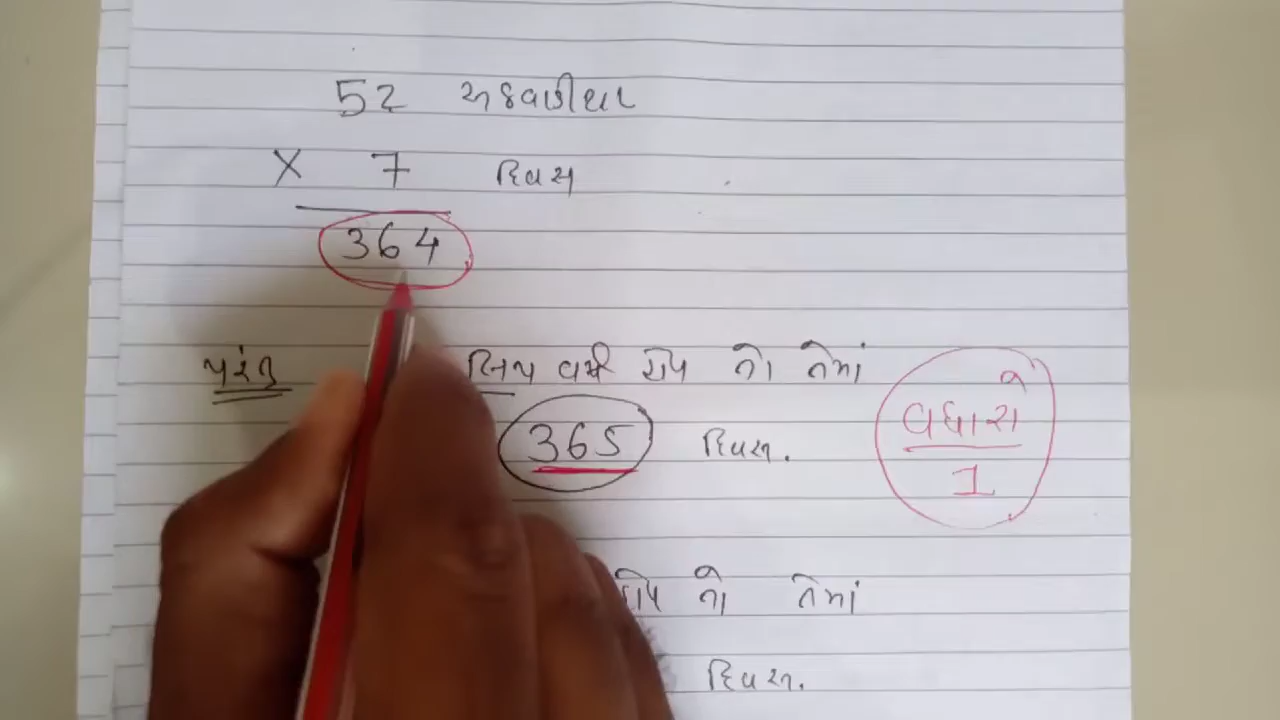 52 અઠવાડીયા
× 7 દિવસ
364
પરંતુ લિપ વર્ષ હોય તો તેમાં
365 દિવસ.
વધારો
1
હોય તો તેમાં
દિવસ.